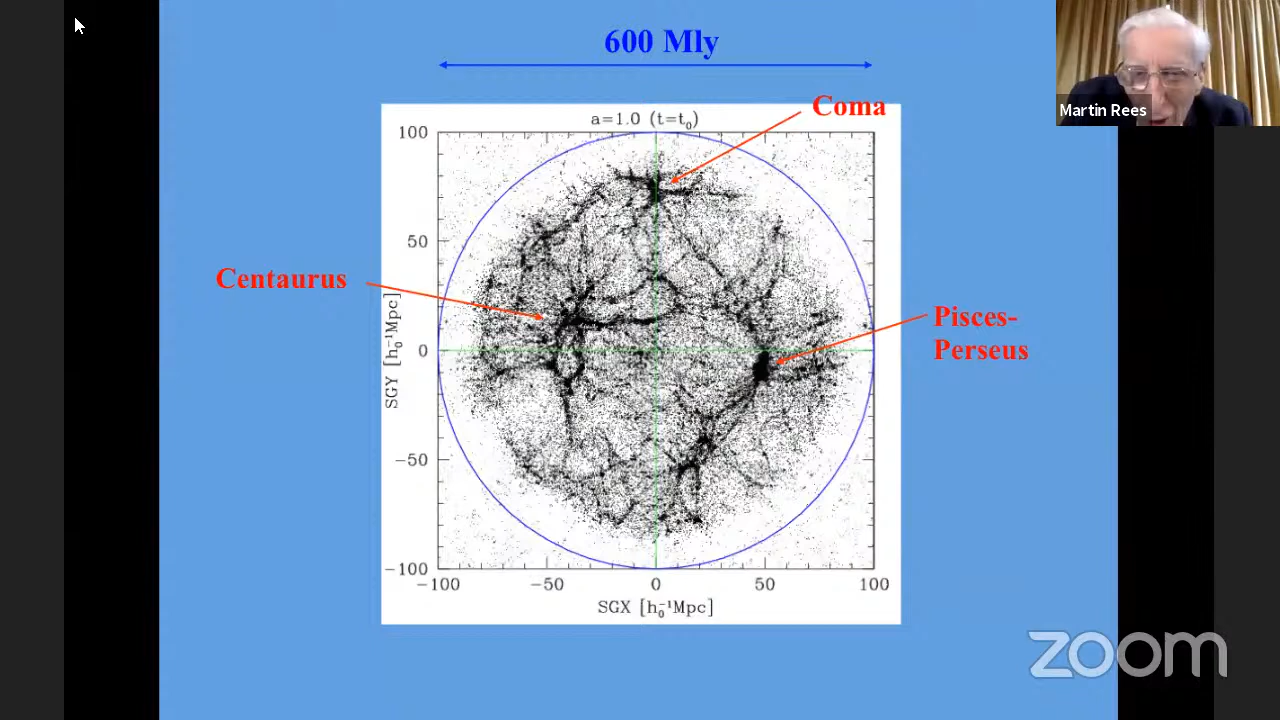 600 Mly
Martin Rees
Coma
a=1.0 (t=t₀)
100
50
0
−50
−100
SGY [h₀⁻¹Mpc]
Centaurus
Pisces-
Perseus
−100 −50 0 50 100
SGX [h₀⁻¹Mpc]
zoom